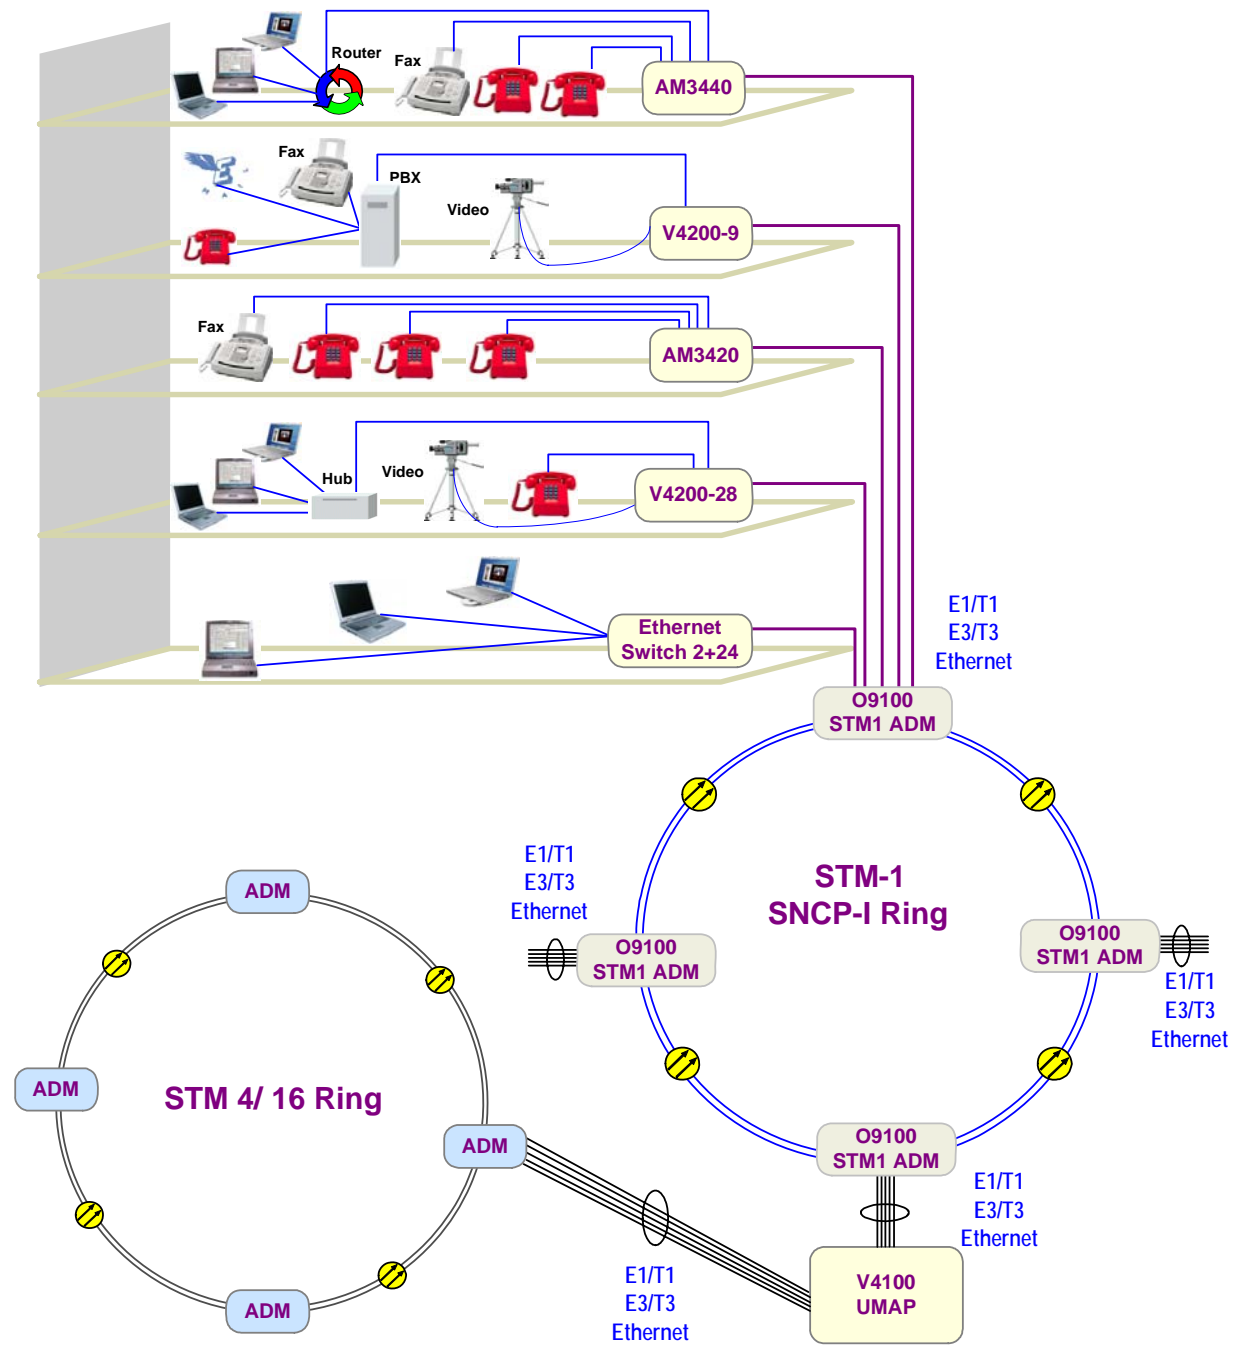 Router
Fax
AM3440
Fax
PBX
Video
V4200-9
Fax
AM3420
Hub
Video
V4200-28
Ethernet
Switch 2+24
E1/T1
E3/T3
Ethernet
O9100
STM1 ADM
E1/T1
E3/T3
Ethernet
STM-1
SNCP-I Ring
O9100
STM1 ADM
O9100
STM1 ADM
E1/T1
E3/T3
Ethernet
ADM
ADM
STM 4/ 16 Ring
ADM
ADM
O9100
STM1 ADM
E1/T1
E3/T3
Ethernet
E1/T1
E3/T3
Ethernet
V4100
UMAP